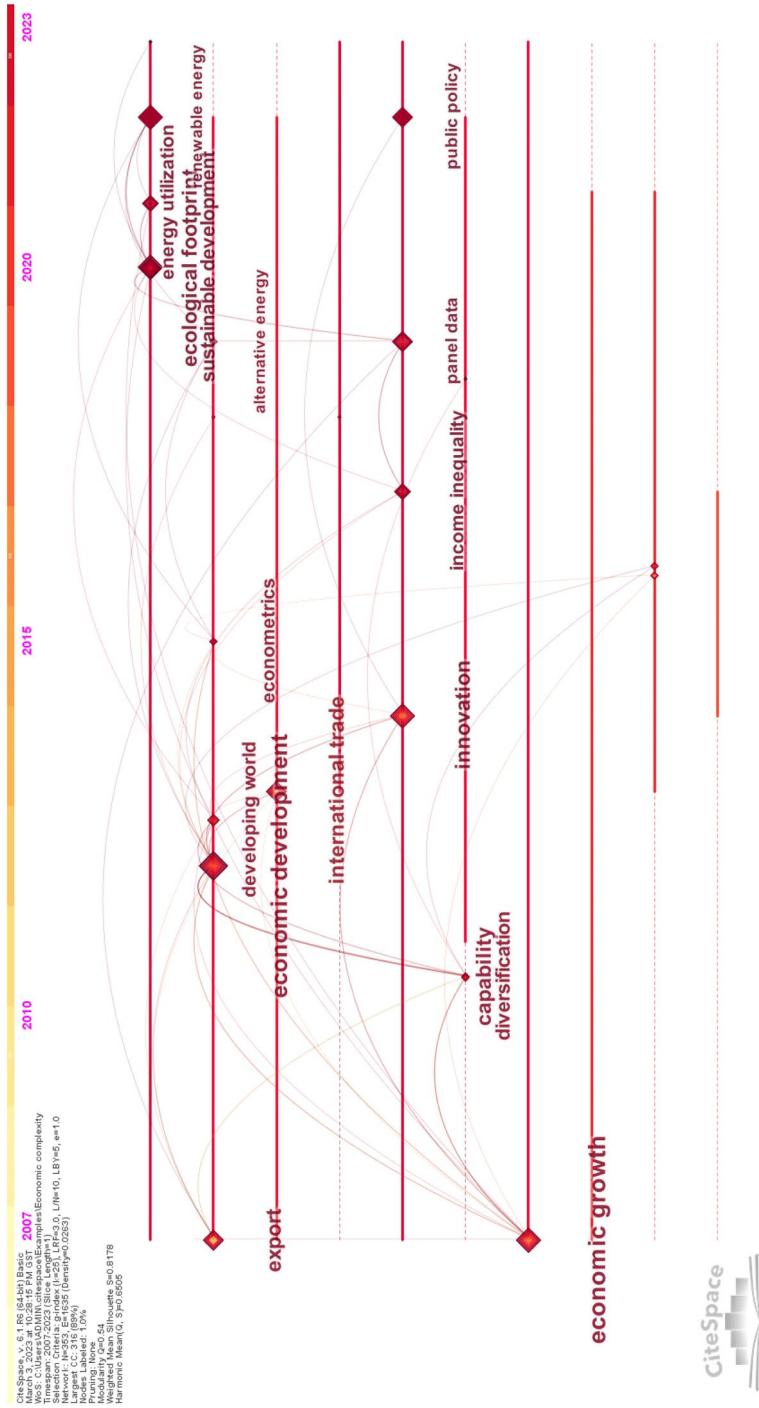 CiteSpace, v. 6.1.R6 (64-bit) Basic
March 3, 2023 at 10:28:15 PM GST
WoS: C:\Users\ADMIN\.citespace\Examples\Economic complexity
Timespan: 2007-2023 (Slice Length=1)
Selection Criteria: g-index (k=25), LRF=3.0, L/N=10, LBY=5, e=1.0
Network: N=353, E=1635 (Density=0.0263)
Largest CC: 316 (89%)
Nodes Labeled: 1.0%
Pruning: None
Modularity Q=0.54
Weighted Mean Silhouette S=0.8178
Harmonic Mean(Q, S)=0.6505
2007
2010
2015
2020
2023
energy utilization
ecological footprint
renewable energy
sustainable development
developing world
alternative energy
econometrics
economic development
export
international trade
public policy
panel data
income inequality
innovation
capability
diversification
economic growth
CiteSpace